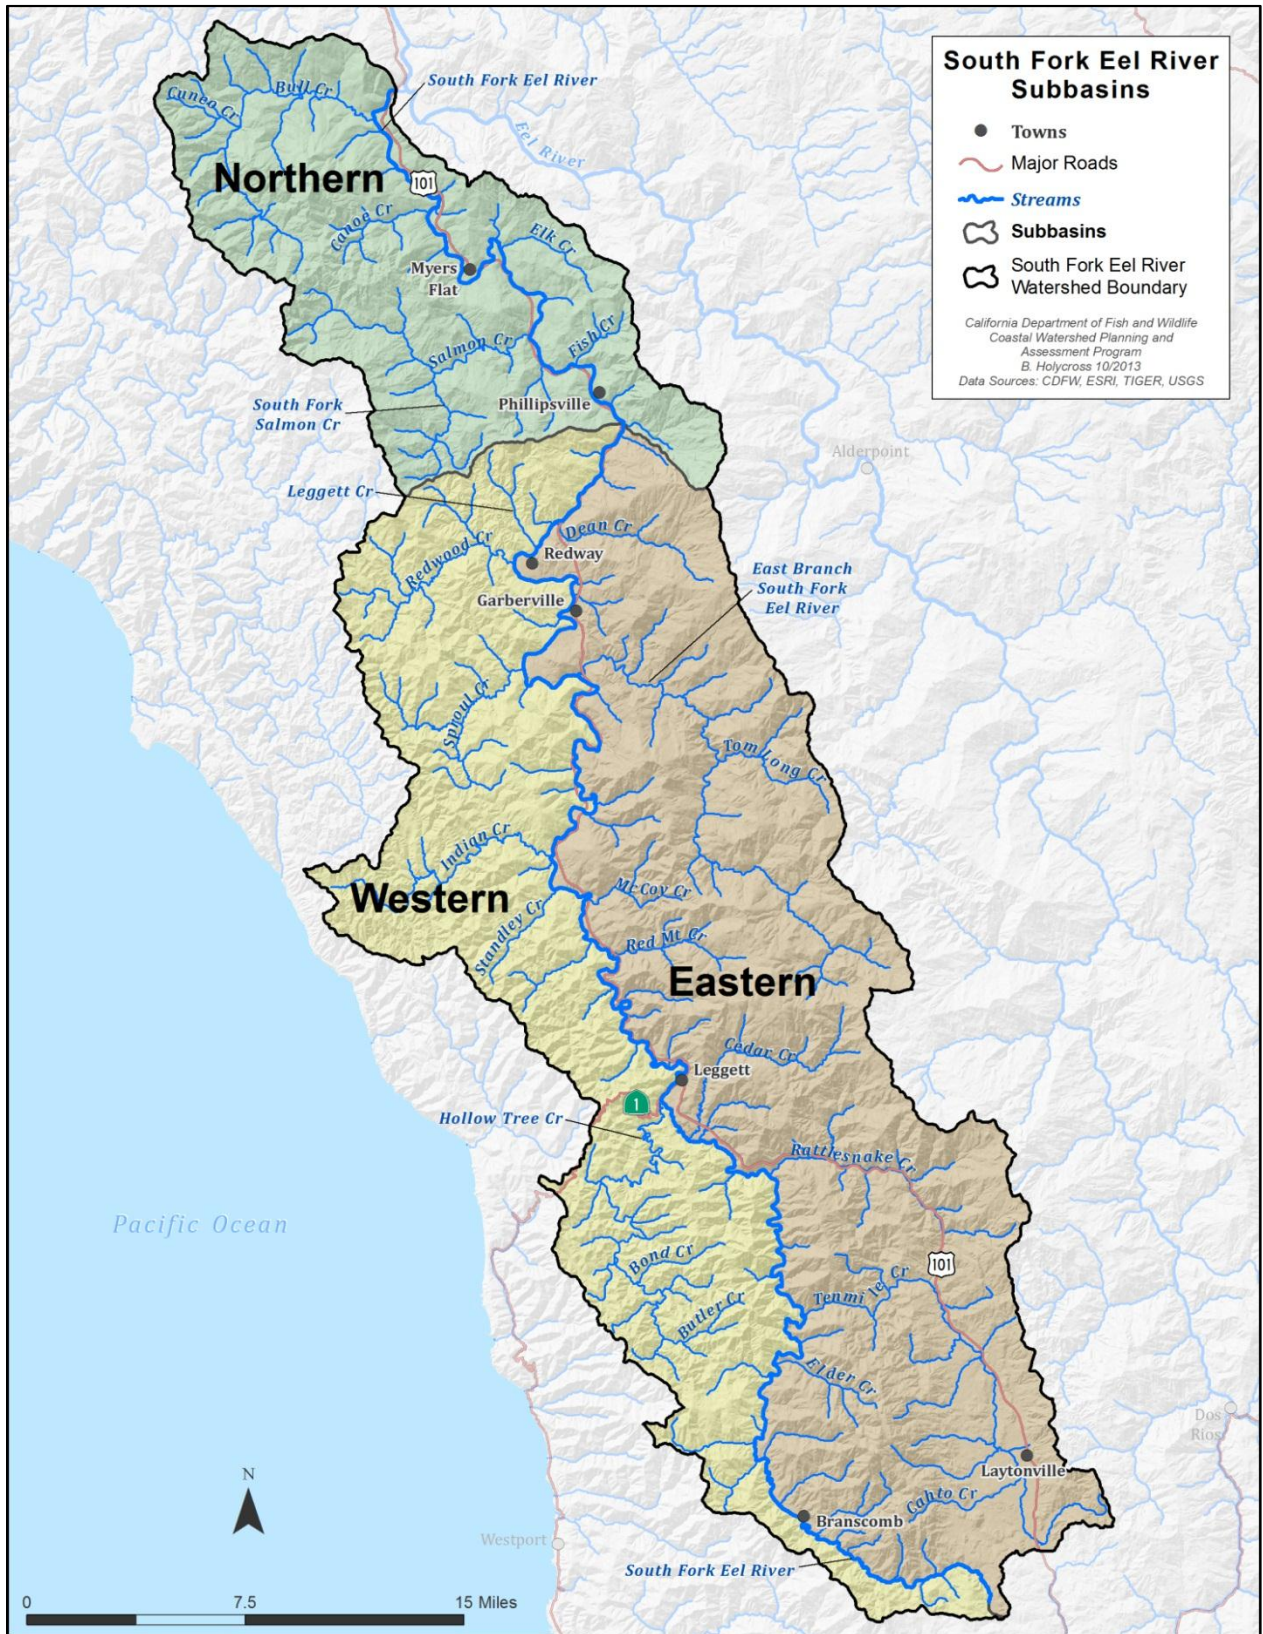 South Fork Eel River
Subbasins
Towns
Major Roads
Streams
Subbasins
South Fork Eel River
Watershed Boundary
California Department of Fish and Wildlife
Coastal Watershed Planning and
Assessment Program
B. Holycross 10/2013
Data Sources: CDFW, ESRI, TIGER, USGS
South Fork Eel River
Cuneo Cr
Bull Cr
Eel River
Northern
101
Canoe Cr
Elk Cr
Myers
Flat
Salmon Cr
Fish Cr
South Fork
Salmon Cr
Phillipsville
Alderpoint
Leggett Cr
Dean Cr
Redwood Cr
Redway
East Branch
South Fork
Eel River
Garberville
Sproul Cr
Tom Long Cr
Indian Cr
McCoy Cr
Western
Standley Cr
Red Mt Cr
Eastern
Cedar Cr
Leggett
1
Hollow Tree Cr
Rattlesnake Cr
Pacific Ocean
Bond Cr
101
Tenmile Cr
Butler Cr
Elder Cr
Dos
Rios
Laytonville
Cahto Cr
Branscomb
N
Westport
South Fork Eel River
0 7.5 15 Miles